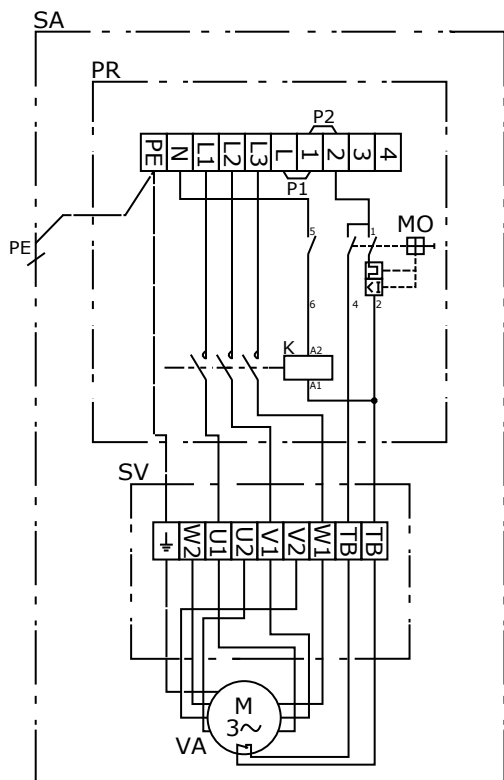 SA
PR
P2
PE N L1 L2 L3 L 1 2 3 4
P1
MO
PE
5 1
6 4 2
K A2
A1
SV
W2 U1 U2 V1 V2 W1 TB TB
M
3~
VA